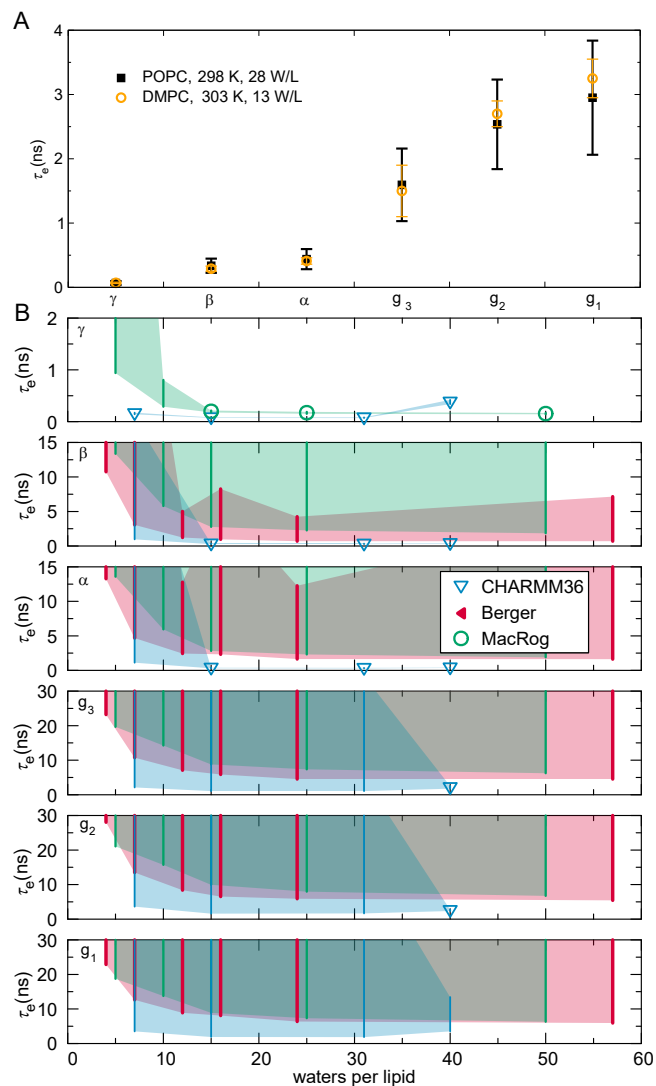 A
4
3
2
1
0
τe(ns)
POPC, 298 K, 28 W/L
DMPC, 303 K, 13 W/L
γ β α g3 g2 g1
B
γ
2
1
0
τe(ns)
β
15
10
5
0
τe(ns)
α
15
10
5
0
τe(ns)
CHARMM36
Berger
MacRog
g3
30
20
10
0
τe(ns)
g2
30
20
10
0
τe(ns)
g1
30
20
10
0
τe(ns)
0 10 20 30 40 50 60
waters per lipid